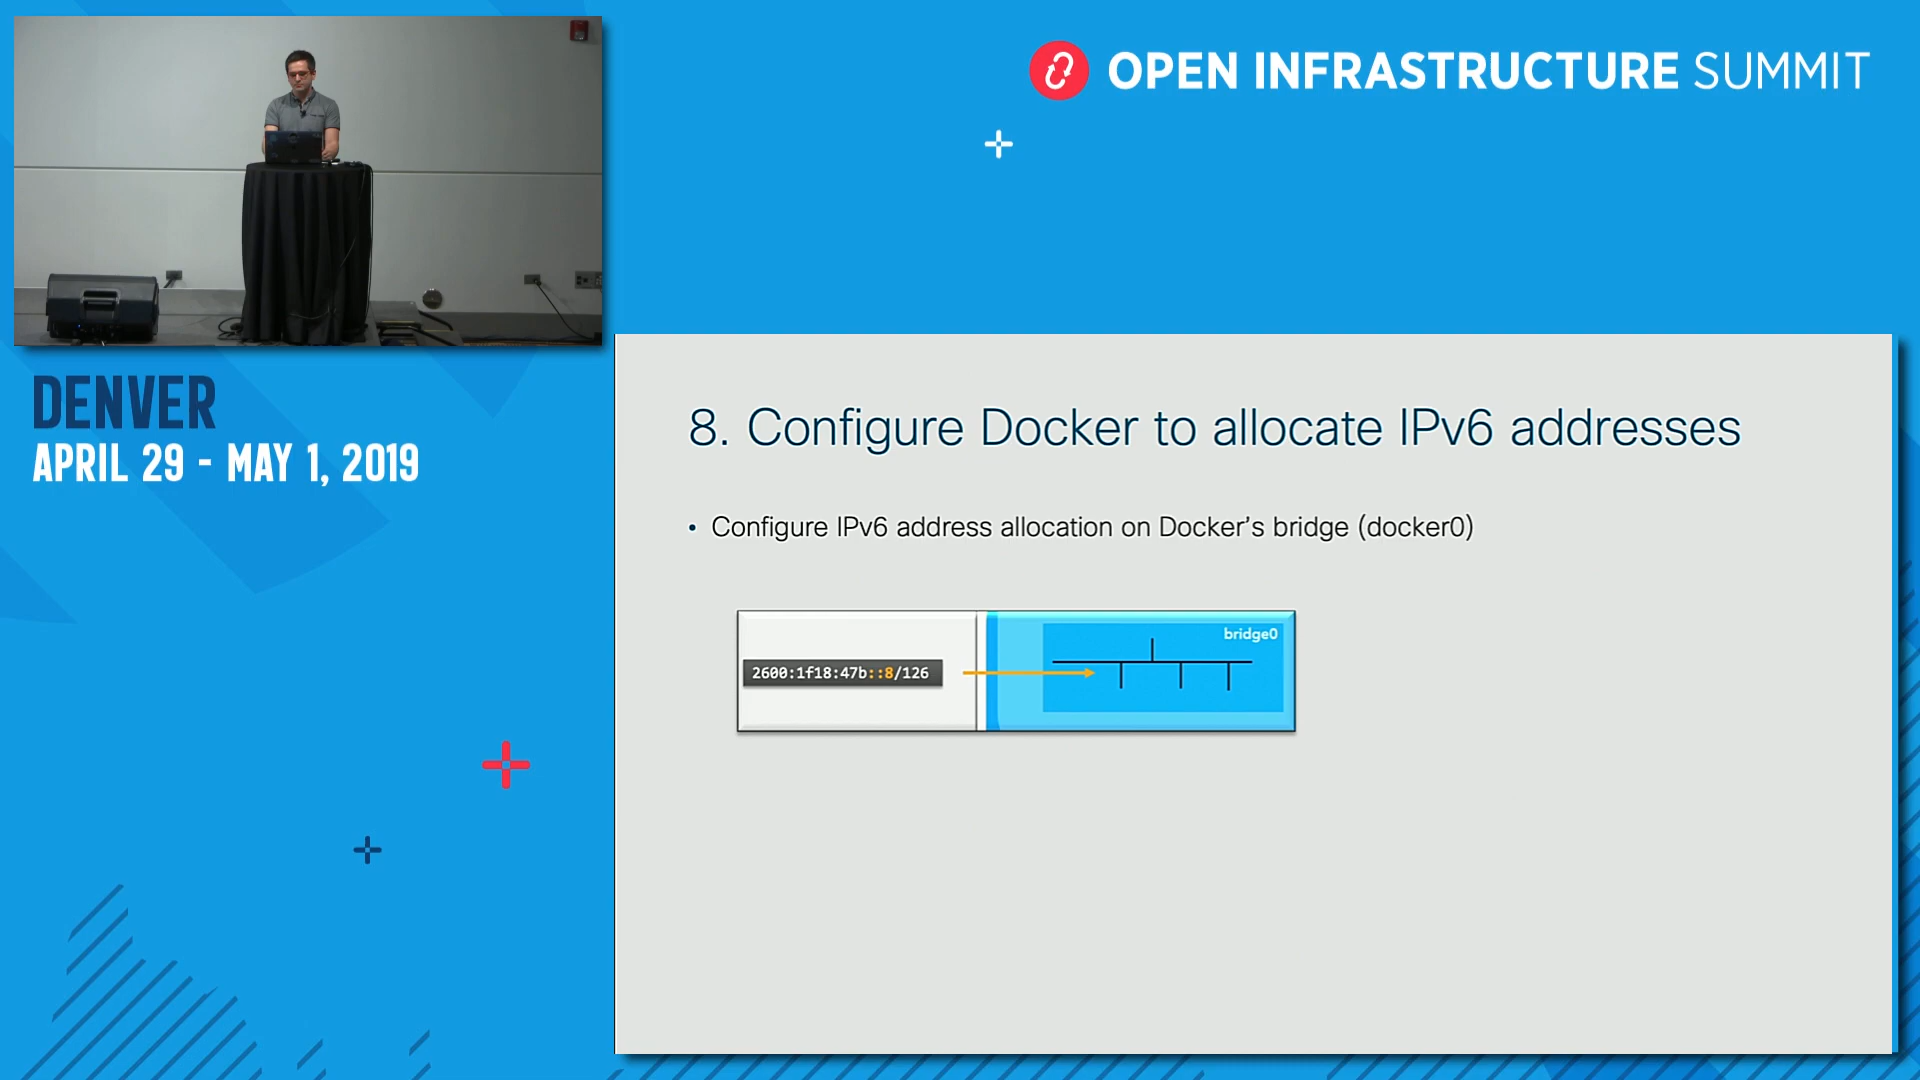 OPEN INFRASTRUCTURE SUMMIT
DENVER
APRIL 29 - MAY 1, 2019
8. Configure Docker to allocate IPv6 addresses
• Configure IPv6 address allocation on Docker's bridge (docker0)
bridge0
2600:1f18:47b::8/126